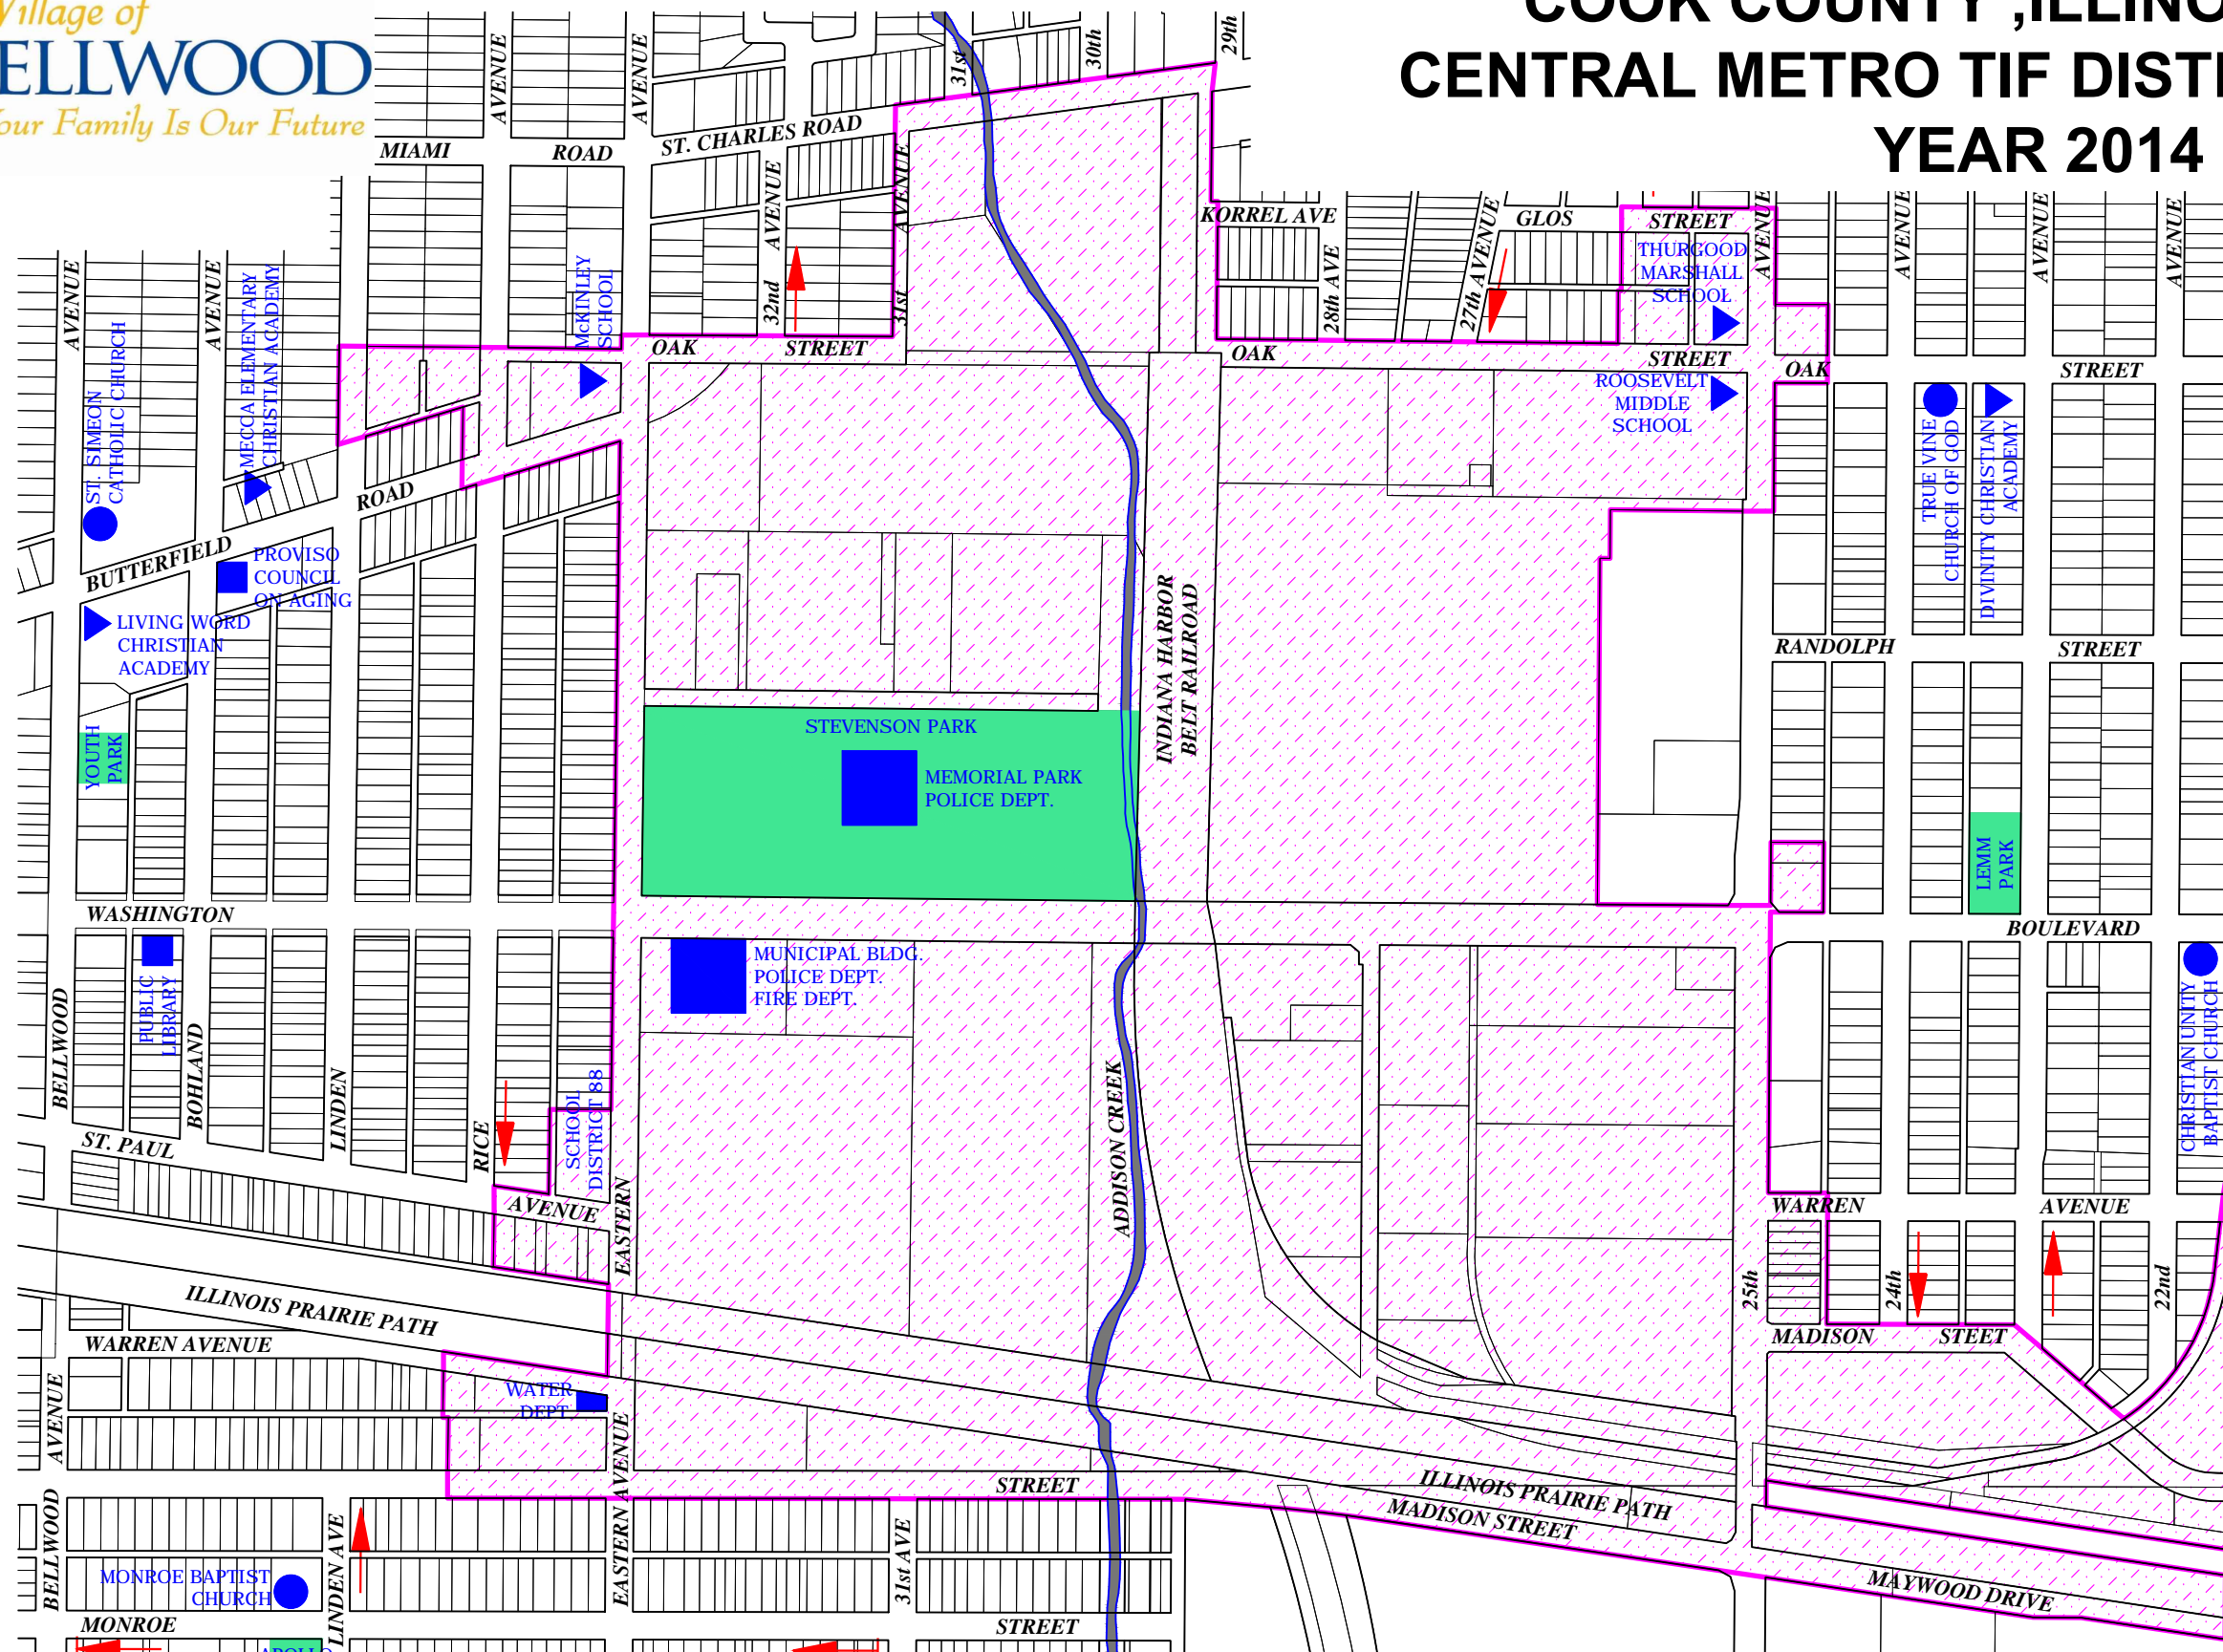 Village of
ELLWOOD
our Family Is Our Future
COOK COUNTY ,ILLINO
CENTRAL METRO TIF DIST
YEAR 2014
AVENUE
AVENUE
31st
30th
29th
MIAMI
ROAD
ST. CHARLES ROAD
32nd
AVENUE
31st
AVENUE
KORREL AVE
28th AVE
27th AVENUE
GLOS
STREET
AVENUE
AVENUE
AVENUE
AVENUE
THURGOOD
MARSHALL
SCHOOL
AVENUE
AVENUE
MECCA ELEMENTARY
CHRISTIAN ACADEMY
McKINLEY
SCHOOL
ST. SIMEON
CATHOLIC CHURCH
OAK
STREET
OAK
STREET
OAK
STREET
ROOSEVELT
MIDDLE
SCHOOL
TRUE VINE
CHURCH OF GOD
DIVINITY CHRISTIAN
ACADEMY
BUTTERFIELD
ROAD
PROVISO
COUNCIL
ON AGING
LIVING WORD
CHRISTIAN
ACADEMY
YOUTH
PARK
INDIANA HARBOR
BELT RAILROAD
RANDOLPH
STREET
STEVENSON PARK
MEMORIAL PARK
POLICE DEPT.
LEMM
PARK
WASHINGTON
BOULEVARD
MUNICIPAL BLDG.
POLICE DEPT.
FIRE DEPT.
PUBLIC
LIBRARY
BELLWOOD
BOHLAND
LINDEN
RICE
SCHOOL
DISTRICT 88
EASTERN
ADDISON CREEK
CHRISTIAN UNITY
BAPTIST CHURCH
ST. PAUL
AVENUE
WARREN
AVENUE
25th
24th
22nd
ILLINOIS PRAIRIE PATH
WARREN AVENUE
MADISON
STEET
WATER
DEPT
AVENUE
EASTERN AVENUE
STREET
ILLINOIS PRAIRIE PATH
MADISON STREET
MAYWOOD DRIVE
BELLWOOD
LINDEN AVE
31st AVE
MONROE BAPTIST
CHURCH
MONROE
STREET